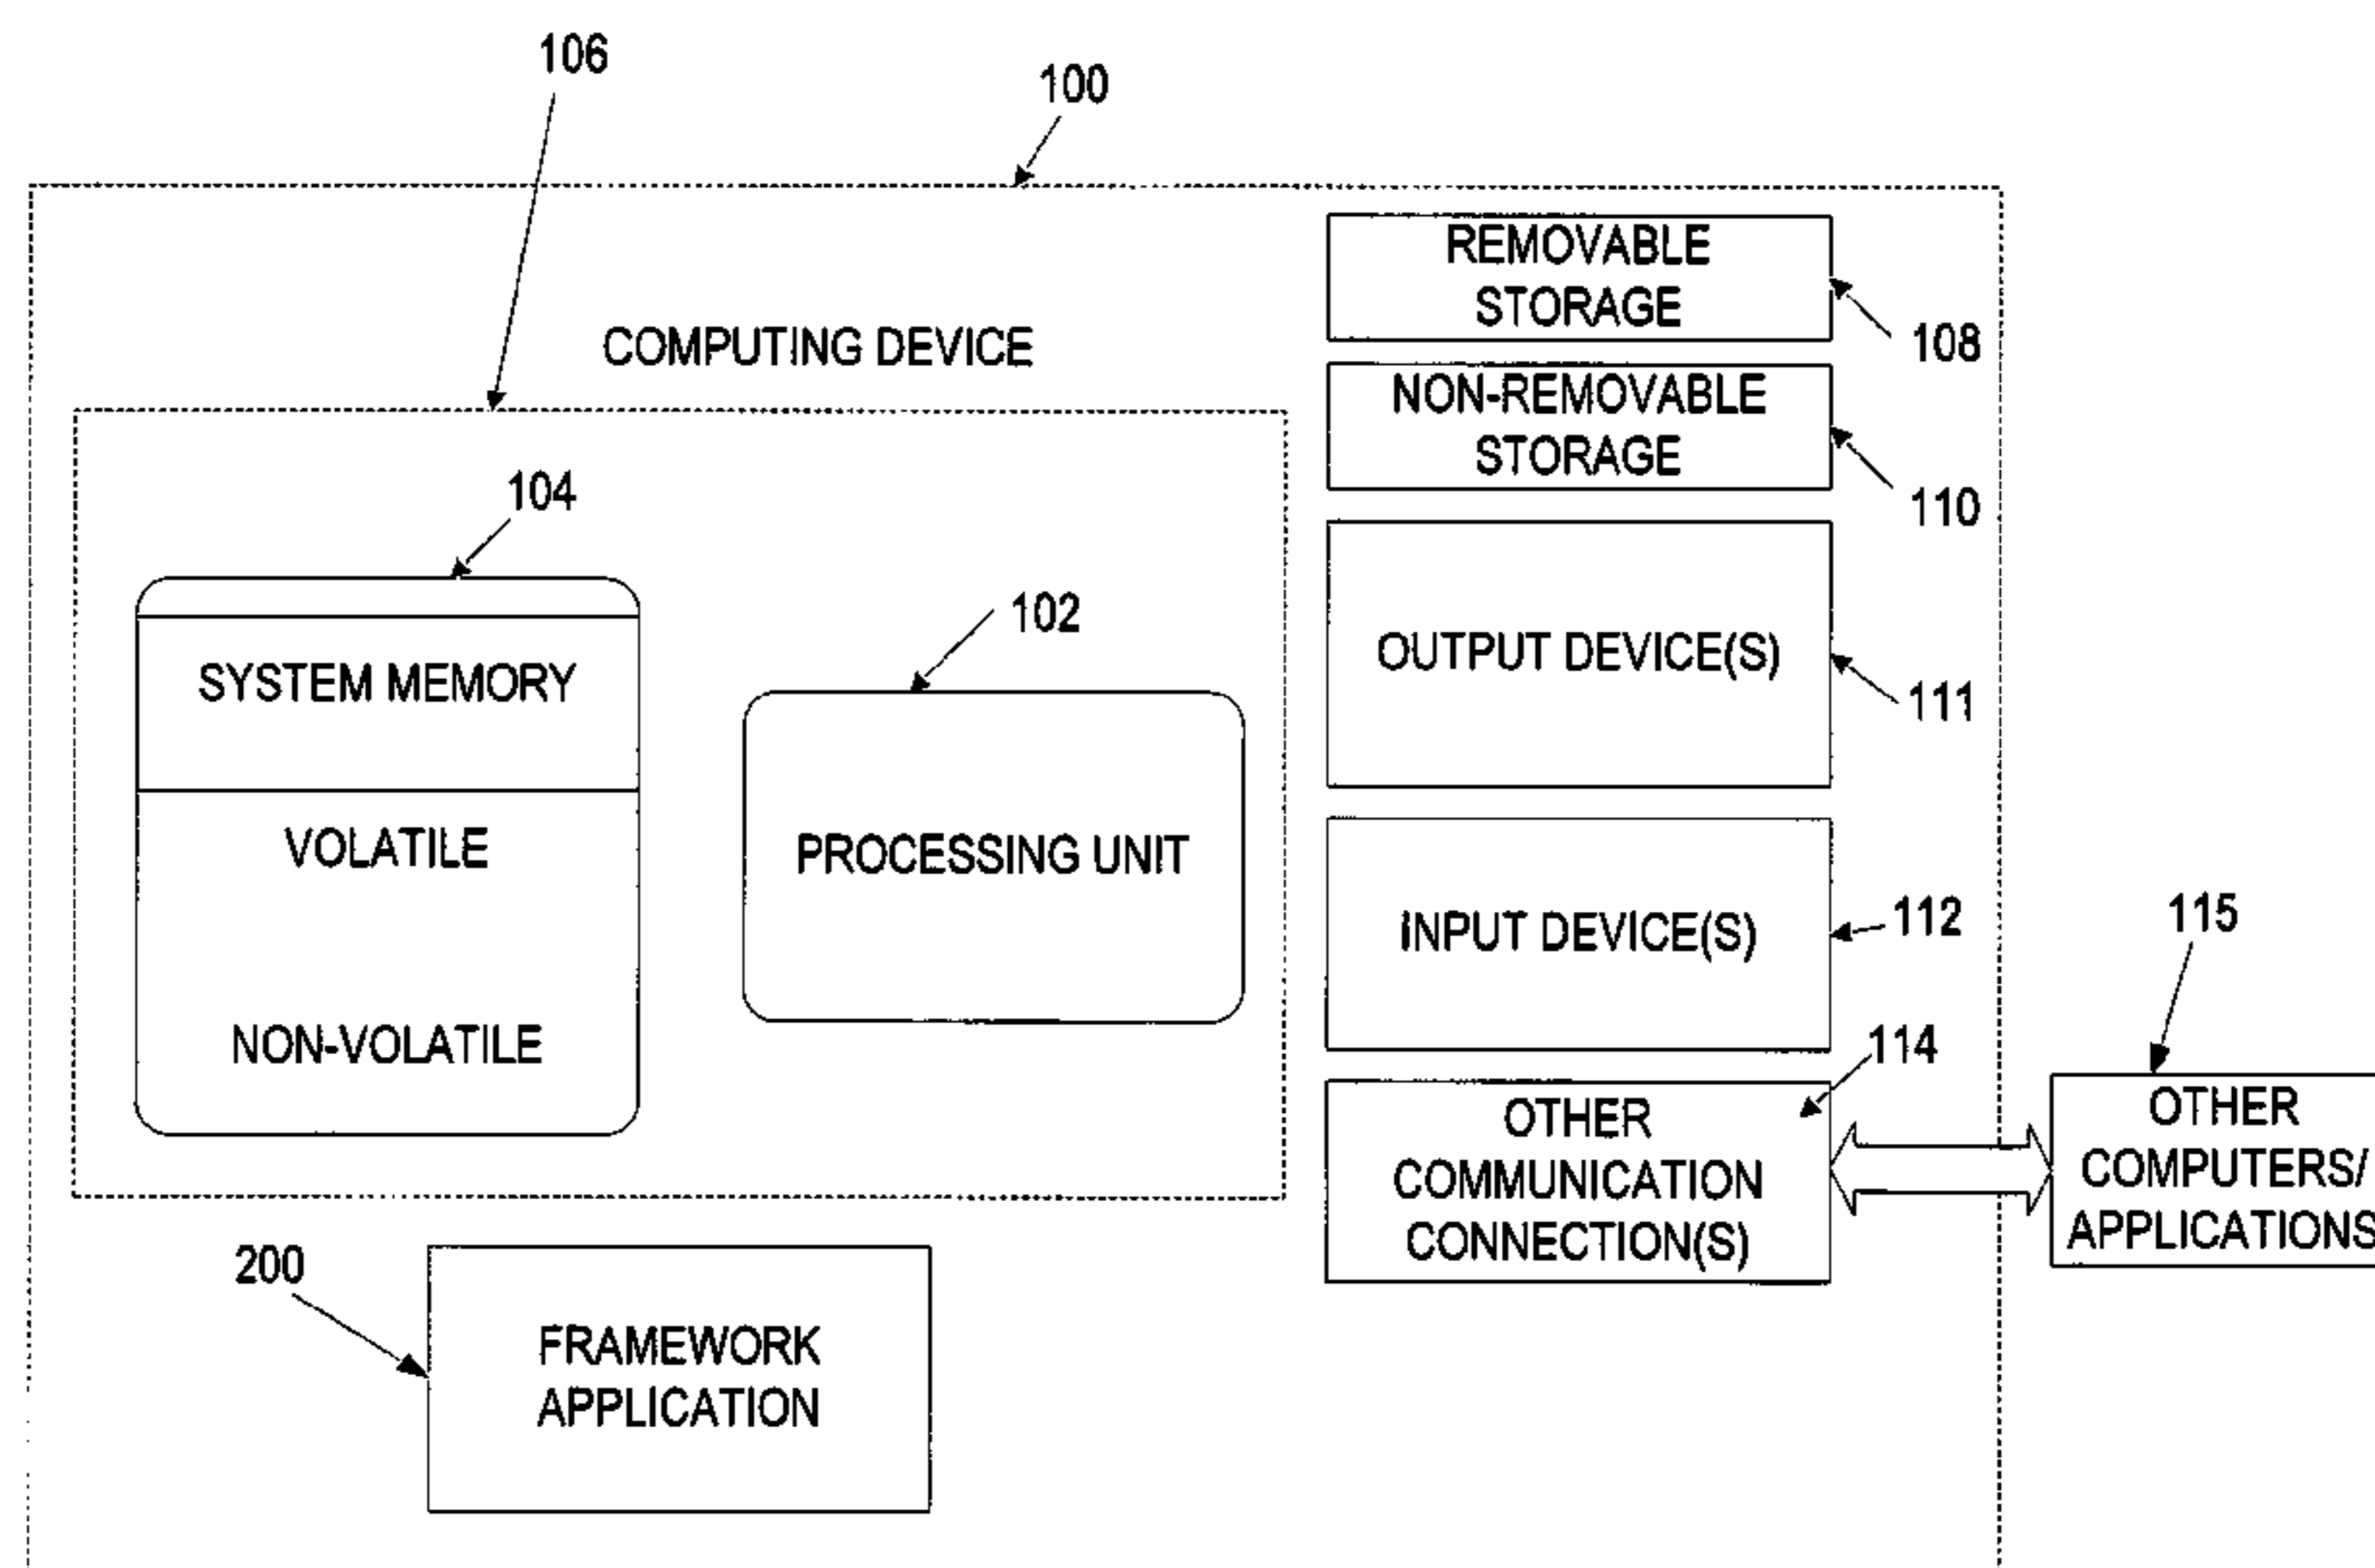 106
100
REMOVABLE
STORAGE
108
COMPUTING DEVICE
NON-REMOVABLE
STORAGE
110
104
SYSTEM MEMORY
VOLATILE
NON-VOLATILE
102
PROCESSING UNIT
OUTPUT DEVICE(S)
111
INPUT DEVICE(S)
112
114
OTHER
COMMUNICATION
CONNECTION(S)
115
OTHER
COMPUTERS/
APPLICATIONS
200
FRAMEWORK
APPLICATION